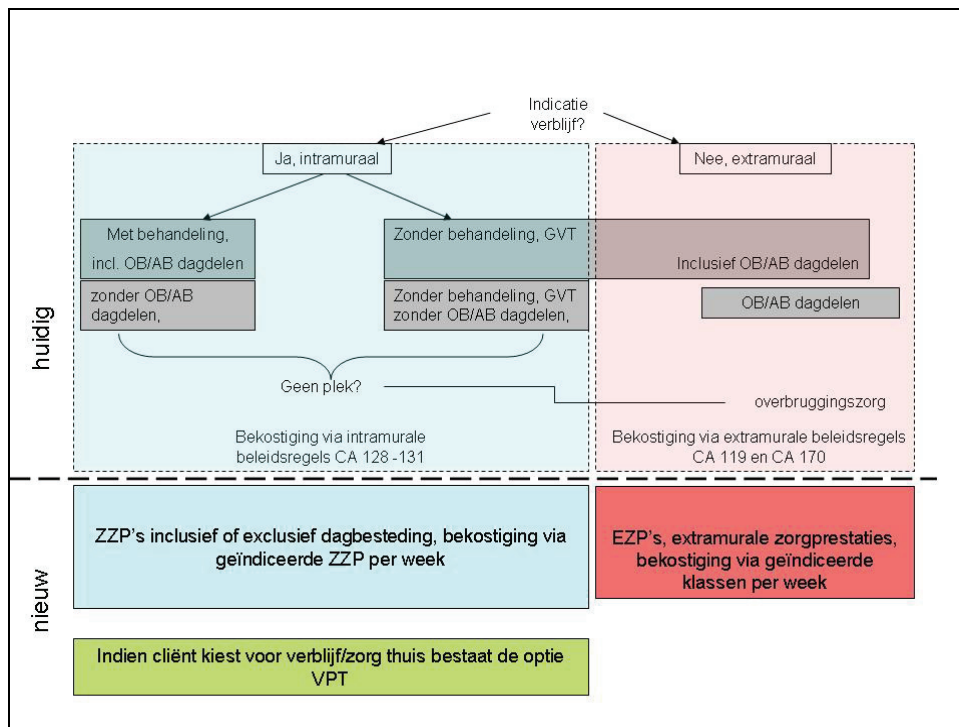 Indicatie
verblijf?
Ja, intramuraal
Nee, extramuraal
Met behandeling,
incl. OB/AB dagdelen
Zonder behandeling, GVT
Inclusief OB/AB dagdelen
zonder OB/AB
dagdelen,
Zonder behandeling, GVT
zonder OB/AB dagdelen,
OB/AB dagdelen
huidig
Geen plek?
overbruggingszorg
Bekostiging via intramurale
beleidsregels CA 128 -131
Bekostiging via extramurale beleidsregels
CA 119 en CA 170
nieuw
ZZP's inclusief of exclusief dagbesteding, bekostiging via
geïndiceerde ZZP per week
EZP's, extramurale zorgprestaties,
bekostiging via geïndiceerde
klassen per week
Indien cliënt kiest voor verblijf/zorg thuis bestaat de optie
VPT